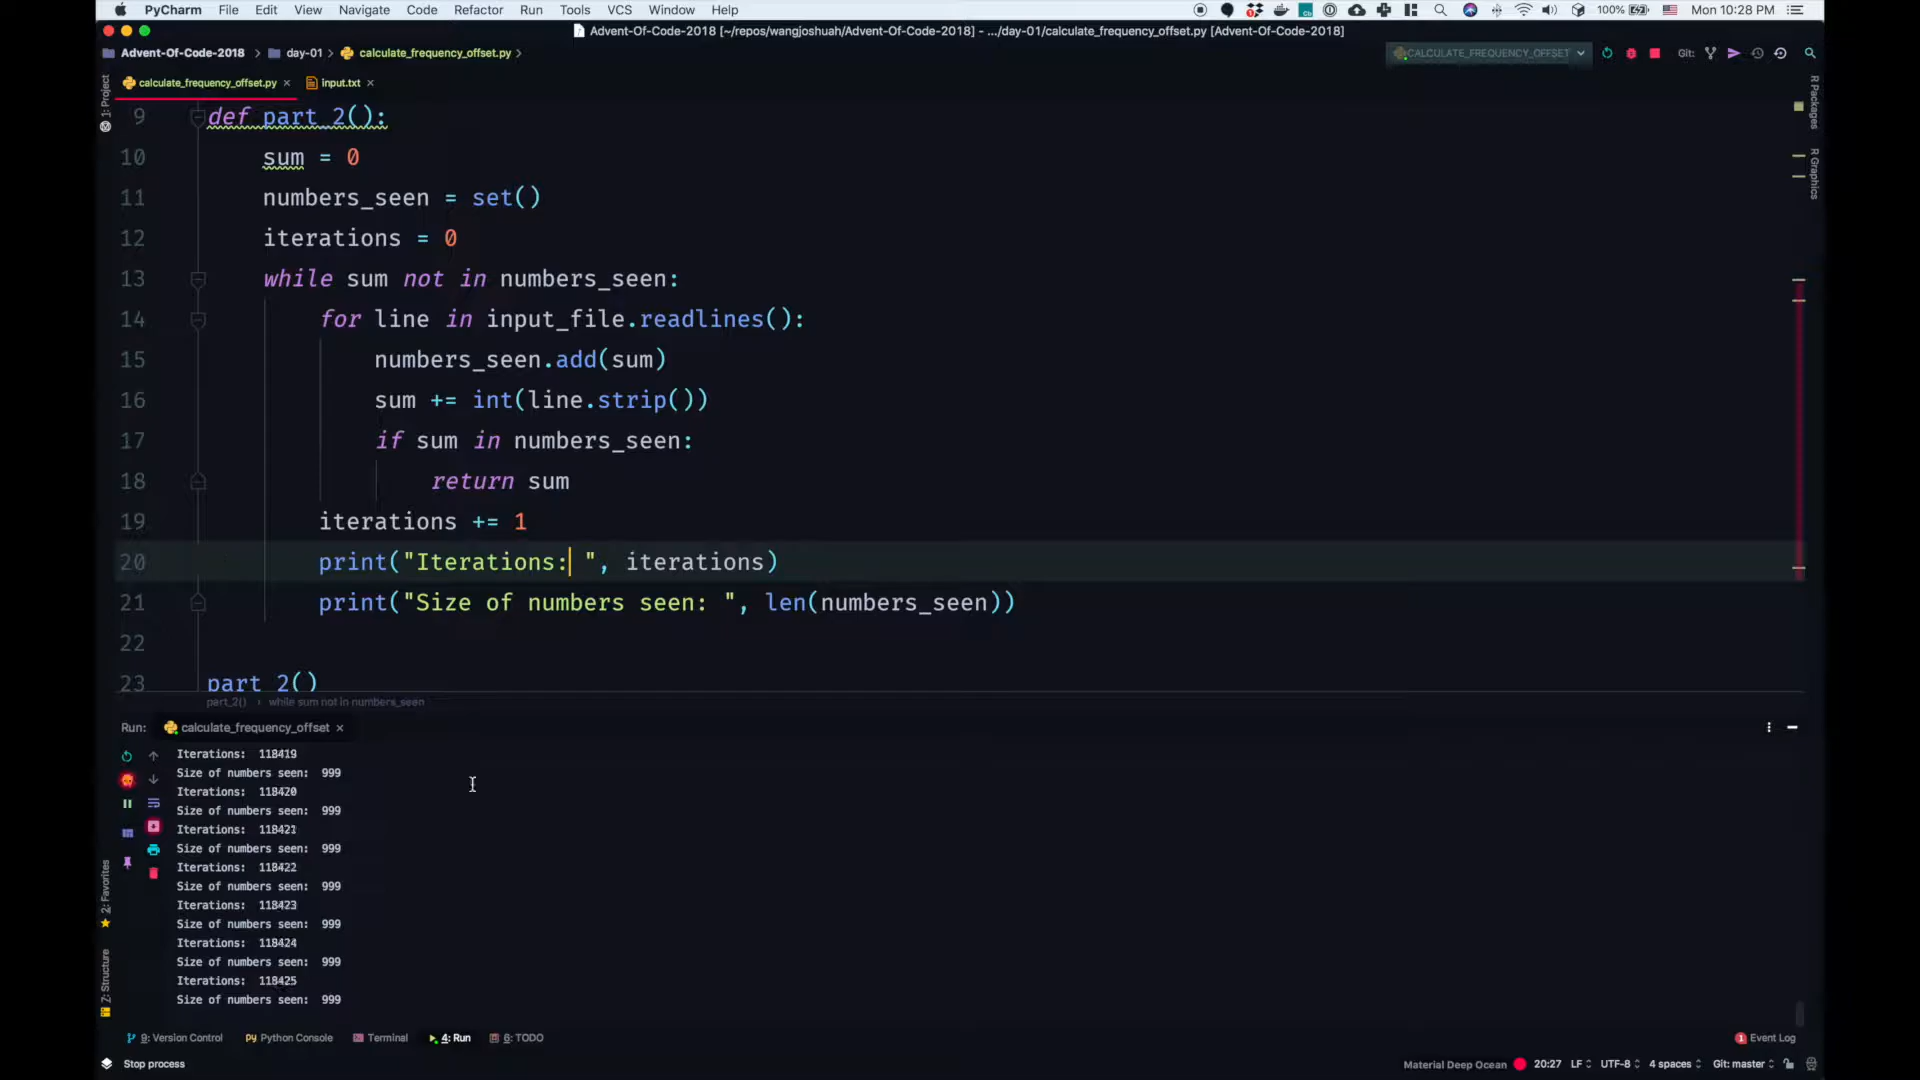 PyCharm File Edit View Navigate Code Refactor Run Tools VCS Window Help 100% Mon 10:28 PM
Advent-Of-Code-2018 [~/repos/wangjoshuah/Advent-Of-Code-2018] - .../day-01/calculate_frequency_offset.py [Advent-Of-Code-2018]
Advent-Of-Code-2018 day-01 calculate_frequency_offset.py CALCULATE_FREQUENCY_OFFSET Git:
calculate_frequency_offset.py input.txt
1: Project
R Packages
R Graphics
9 def part_2():
10 sum = 0
11 numbers_seen = set()
12 iterations = 0
13 while sum not in numbers_seen:
14 for line in input_file.readlines():
15 numbers_seen.add(sum)
16 sum += int(line.strip())
17 if sum in numbers_seen:
18 return sum
19 iterations += 1
20 print("Iterations: ", iterations)
21 print("Size of numbers seen: ", len(numbers_seen))
22
23 part_2()
part_2() while sum not in numbers_seen
Run: calculate_frequency_offset
Iterations: 118419
Size of numbers seen: 999
Iterations: 118420
Size of numbers seen: 999
Iterations: 118421
Size of numbers seen: 999
Iterations: 118422
Size of numbers seen: 999
Iterations: 118423
Size of numbers seen: 999
Iterations: 118424
Size of numbers seen: 999
Iterations: 118425
Size of numbers seen: 999
2: Favorites
Z: Structure
9: Version Control Python Console Terminal 4: Run 6: TODO 1 Event Log
Stop process Material Deep Ocean 20:27 LF UTF-8 4 spaces Git: master